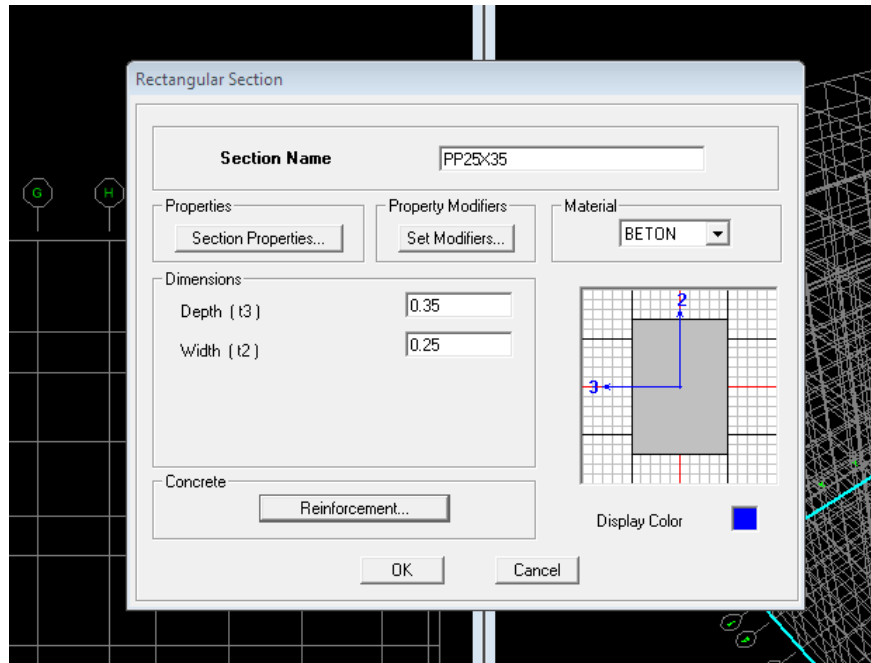 Rectangular Section
Section Name PP25X35
G H
Properties Property Modifiers Material
Section Properties... Set Modifiers... BETON
Dimensions
Depth ( t3 ) 0.35
Width ( t2 ) 0.25
2
3
Concrete
Reinforcement...
Display Color
OK Cancel